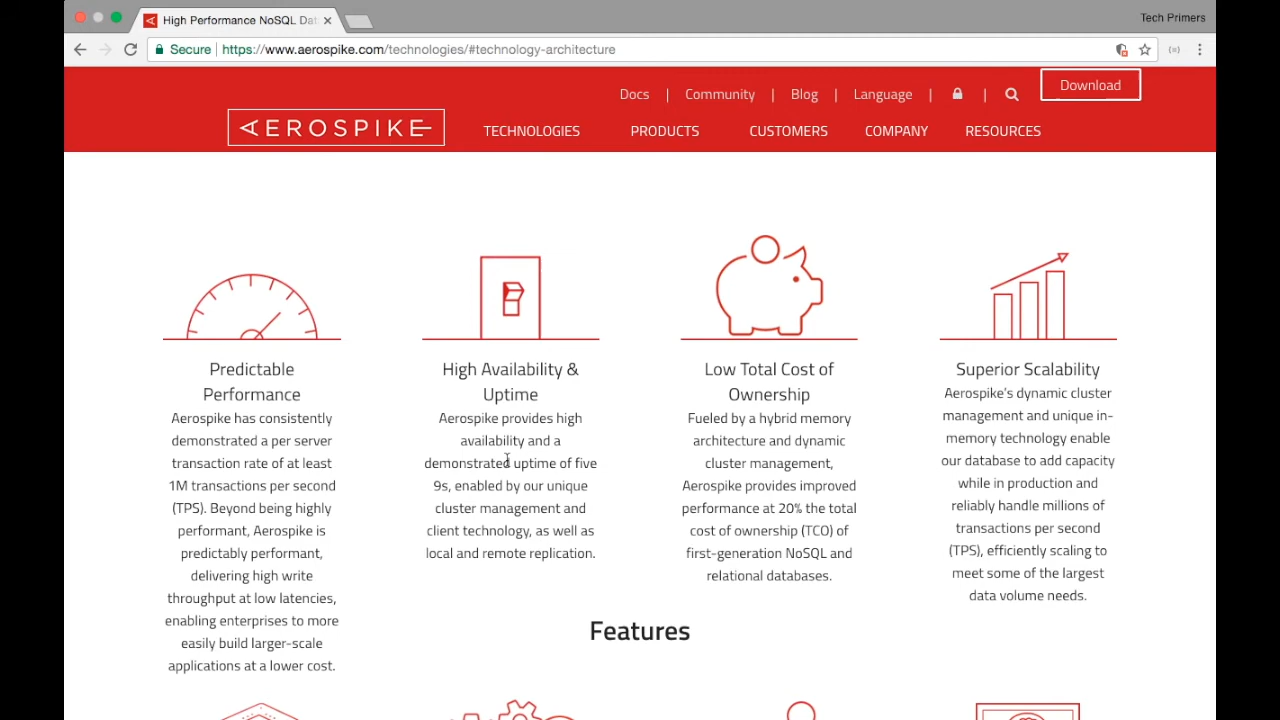 High Performance NoSQL Dat
Tech Primers
Secure
https://www.aerospike.com/technologies/#technology-architecture
Docs | Community | Blog | Language | |
Download
AEROSPIKE
TECHNOLOGIES PRODUCTS CUSTOMERS COMPANY RESOURCES
Predictable
Performance
Aerospike has consistently
demonstrated a per server
transaction rate of at least
1M transactions per second
(TPS). Beyond being highly
performant, Aerospike is
predictably performant,
delivering high write
throughput at low latencies,
enabling enterprises to more
easily build larger-scale
applications at a lower cost.
High Availability &
Uptime
Aerospike provides high
availability and a
demonstrated uptime of five
9s, enabled by our unique
cluster management and
client technology, as well as
local and remote replication.
Low Total Cost of
Ownership
Fueled by a hybrid memory
architecture and dynamic
cluster management,
Aerospike provides improved
performance at 20% the total
cost of ownership (TCO) of
first-generation NoSQL and
relational databases.
Superior Scalability
Aerospike's dynamic cluster
management and unique in-
memory technology enable
our database to add capacity
while in production and
reliably handle millions of
transactions per second
(TPS), efficiently scaling to
meet some of the largest
data volume needs.
Features